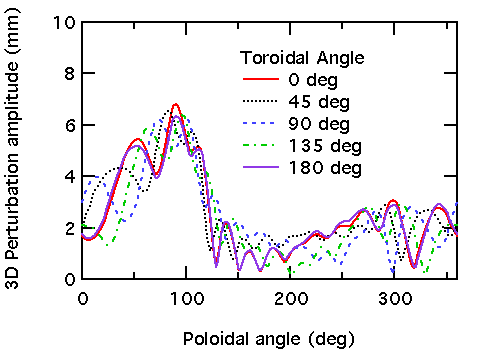 3D Perturbation amplitude (mm)
10
8
6
4
2
0
Toroidal Angle
0 deg
45 deg
90 deg
135 deg
180 deg
0
100
200
300
Poloidal angle (deg)